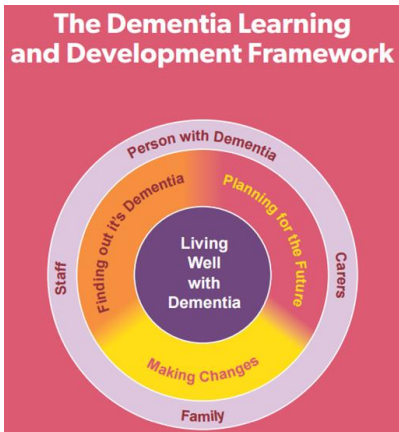 The Dementia Learning
and Development Framework
Person with Dementia
Finding out it's Dementia
Planning for the Future
Living
Well
with
Dementia
Staff
Carers
Making Changes
Family